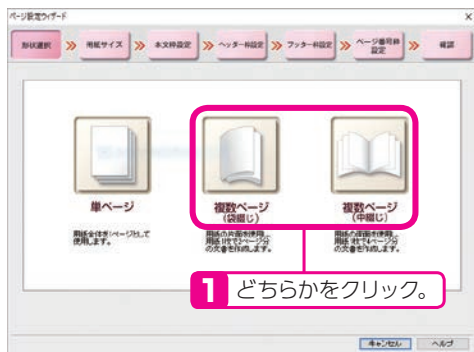 ページ設定ウィザード
形状選択 用紙サイズ 本文枠設定 ヘッダー枠設定 フッター枠設定 ページ番号枠
設定 確認
単ページ
用紙全体を1ページとして
使用します。
複数ページ
(袋綴じ)
用紙の片面を使用し、
用紙1枚で2ページ分
の文書を作成します。
複数ページ
(中綴じ)
用紙の両面を使用し、
用紙1枚で4ページ分
の文書を作成します。
1 どちらかをクリック。
キャンセル ヘルプ